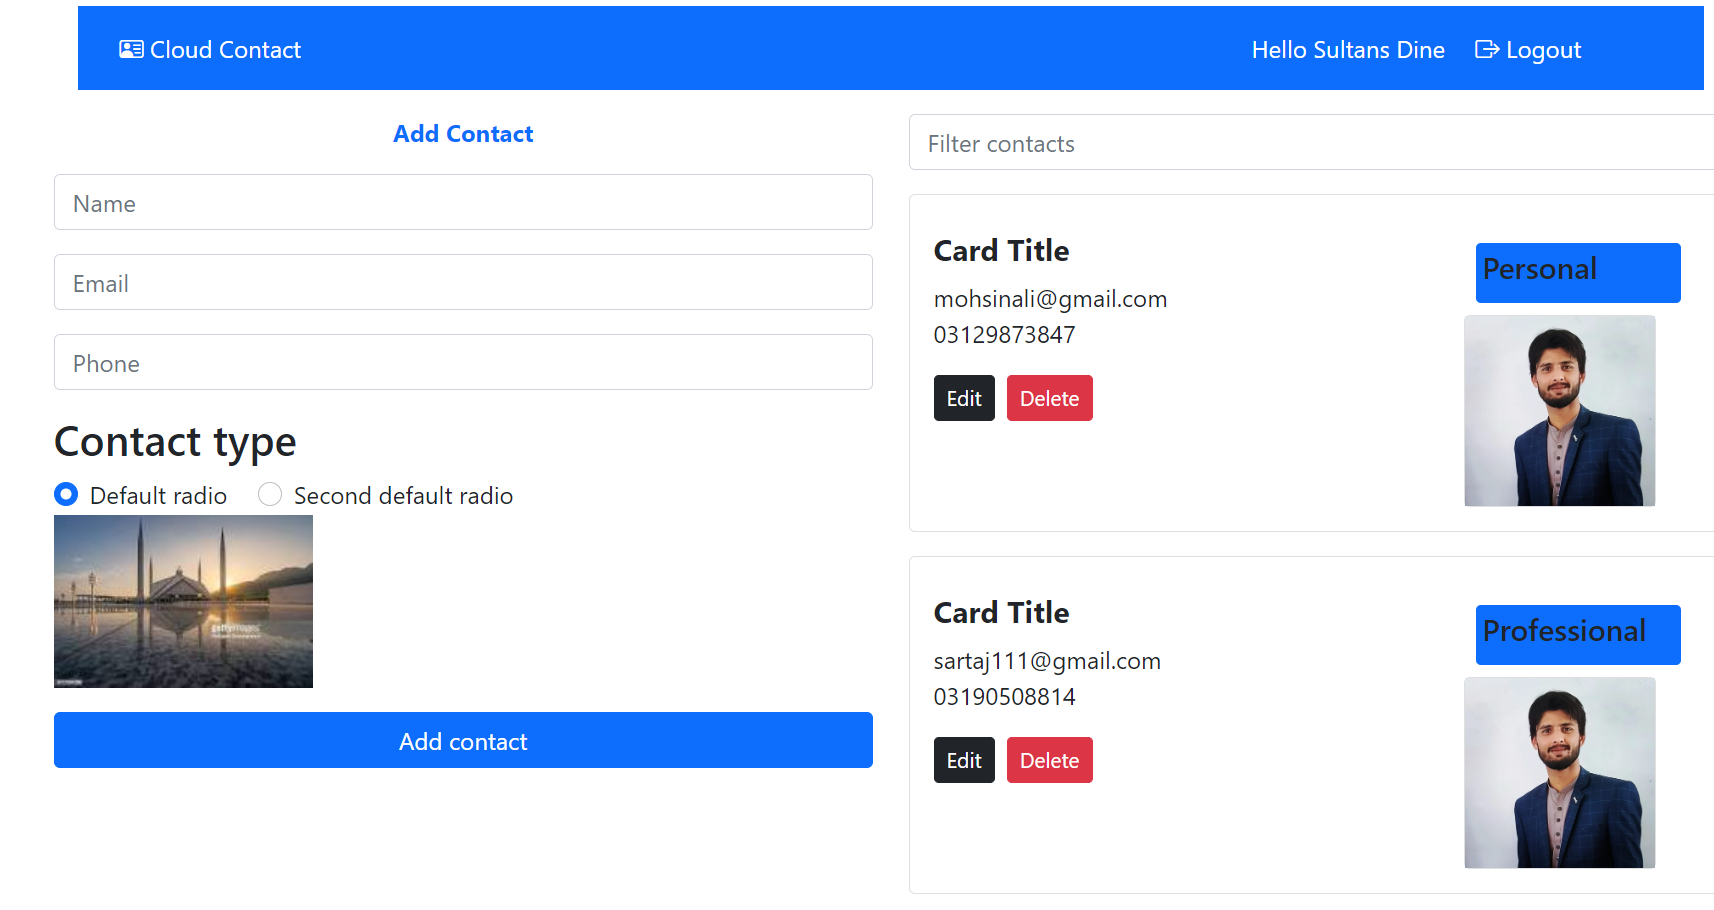 Cloud Contact
Hello Sultans Dine
Logout
Add Contact
Name
Email
Phone
Contact type
Default radio
Second default radio
gettyimages
Add contact
Filter contacts
Card Title
Personal
mohsinali@gmail.com
03129873847
Edit
Delete
Card Title
Professional
sartaj111@gmail.com
03190508814
Edit
Delete